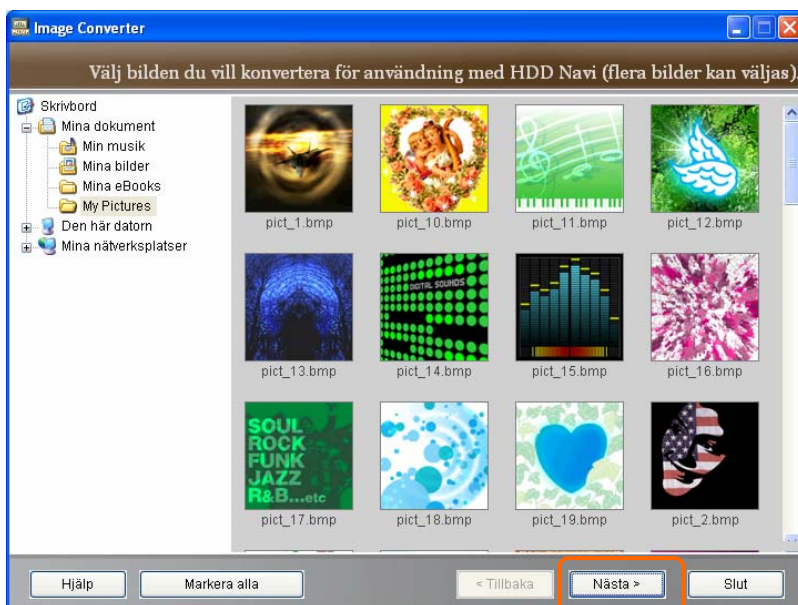 Image Converter
Välj bilden du vill konvertera för användning med HDD Navi (flera bilder kan väljas).
Skrivbord
Mina dokument
Min musik
Mina bilder
Mina eBooks
My Pictures
Den här datorn
Mina nätverksplatser
pict_1.bmp
pict_10.bmp
pict_11.bmp
pict_12.bmp
DIGITAL SOUNDS
pict_13.bmp
pict_14.bmp
pict_15.bmp
pict_16.bmp
SOUL
ROCK
FUNK
JAZZ
R&B...etc
pict_17.bmp
pict_18.bmp
pict_19.bmp
pict_2.bmp
Hjälp
Markera alla
< Tillbaka
Nästa >
Slut